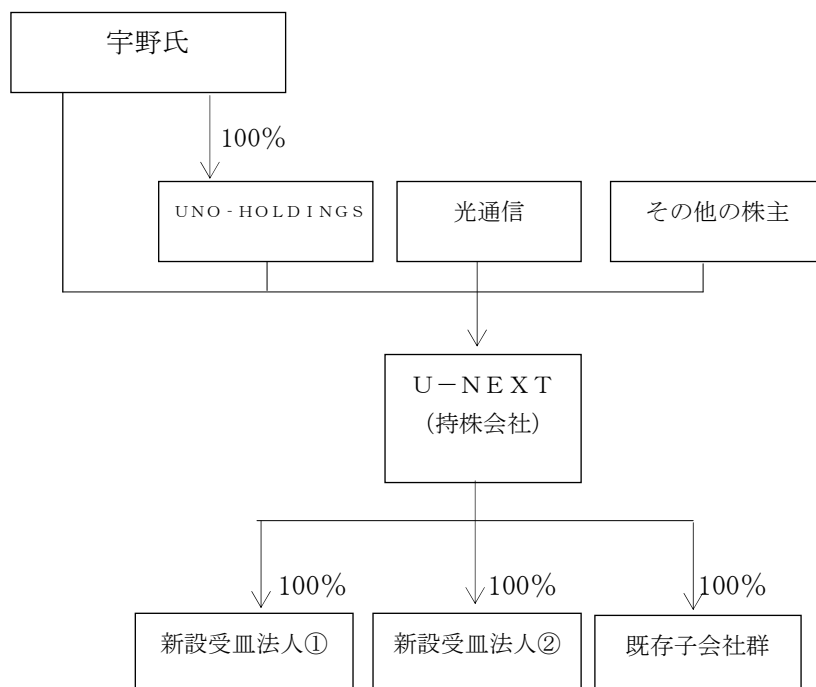 宇野氏
100%
UNO-HOLDINGS
光通信
その他の株主
U－NEXT
（持株会社）
100%
100%
100%
新設受皿法人①
新設受皿法人②
既存子会社群